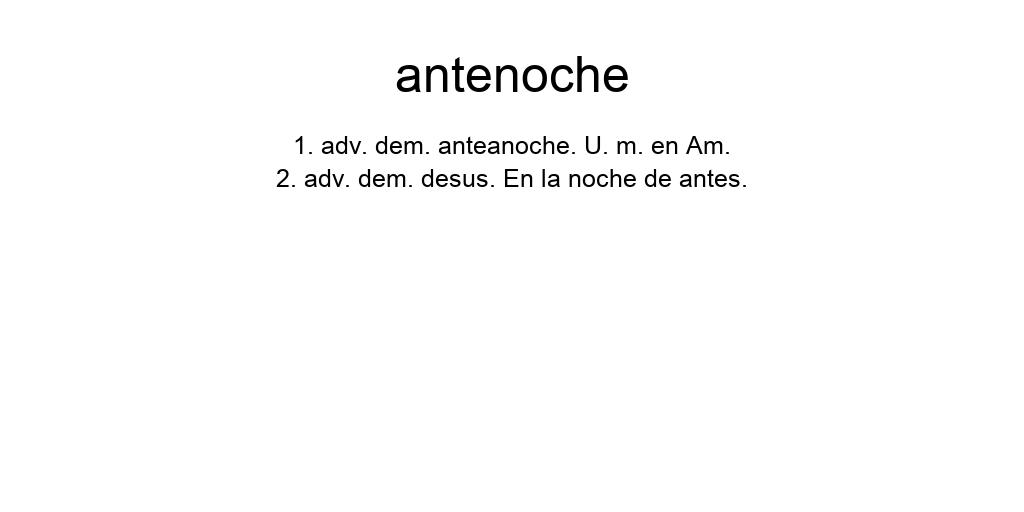 antenoche
1. adv. dem. anteanoche. U. m. en Am.
2. adv. dem. desus. En la noche de antes.